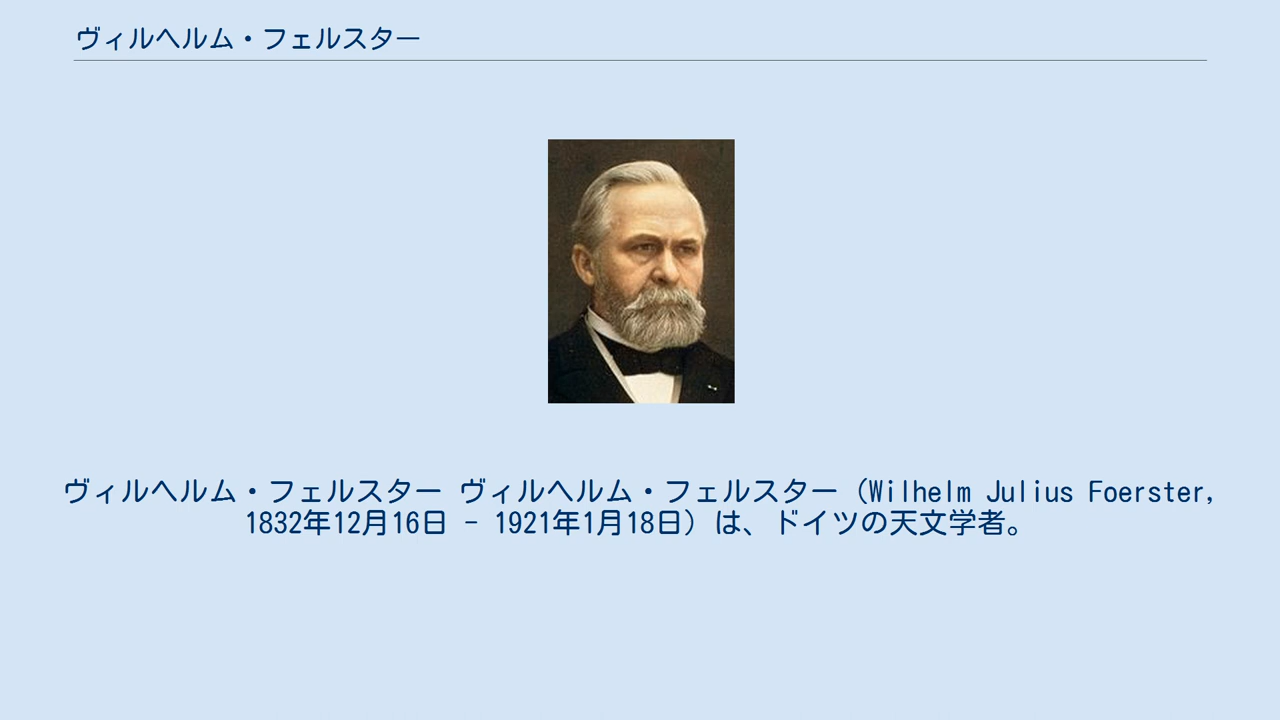 ヴィルヘルム・フェルスター
ヴィルヘルム・フェルスター ヴィルヘルム・フェルスター（Wilhelm Julius Foerster,
1832年12月16日 - 1921年1月18日）は、ドイツの天文学者。